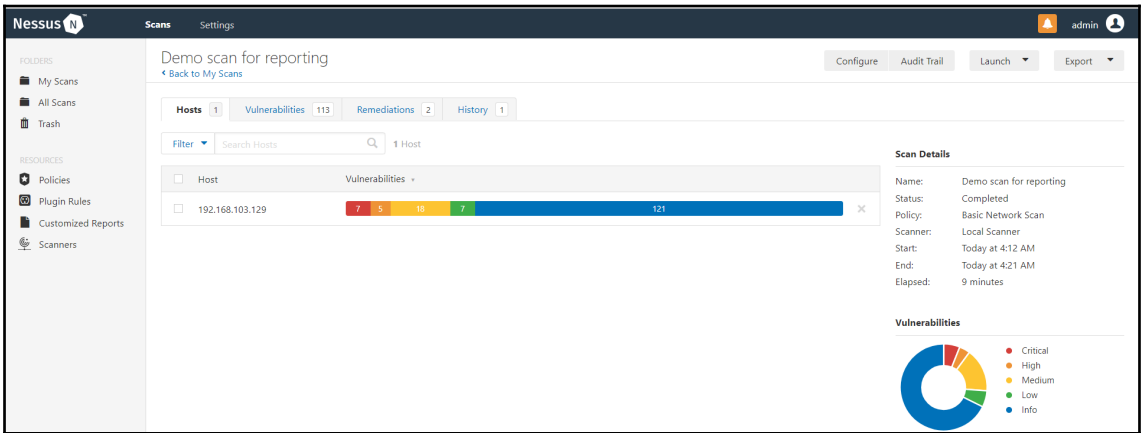 Nessus N Scans Settings admin
FOLDERS
My Scans
All Scans
Trash
RESOURCES
Policies
Plugin Rules
Customized Reports
Scanners
Demo scan for reporting
Back to My Scans
Configure Audit Trail Launch Export
Hosts 1 Vulnerabilities 113 Remediations 2 History 1
Filter Search Hosts 1 Host
Host Vulnerabilities
192.168.103.129 7 5 18 7 121
Scan Details
Name: Demo scan for reporting
Status: Completed
Policy: Basic Network Scan
Scanner: Local Scanner
Start: Today at 4:12 AM
End: Today at 4:21 AM
Elapsed: 9 minutes
Vulnerabilities
Critical
High
Medium
Low
Info